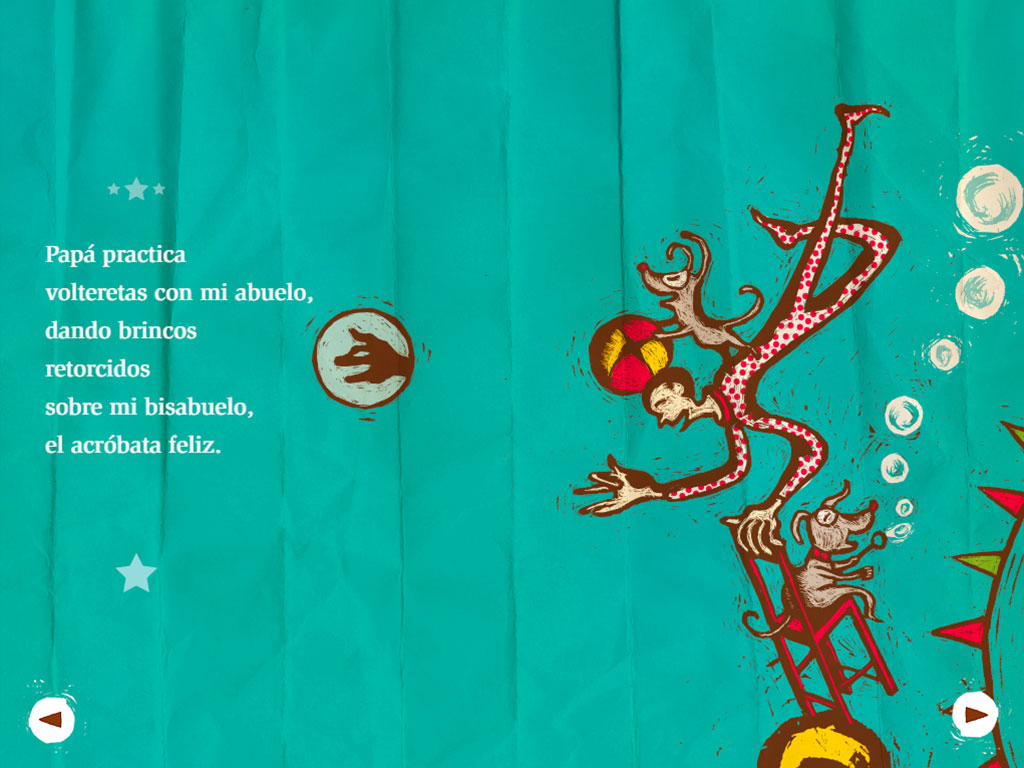 Papá practica
volteretas con mi abuelo,
dando brincos
retorcidos
sobre mi bisabuelo,
el acróbata feliz.